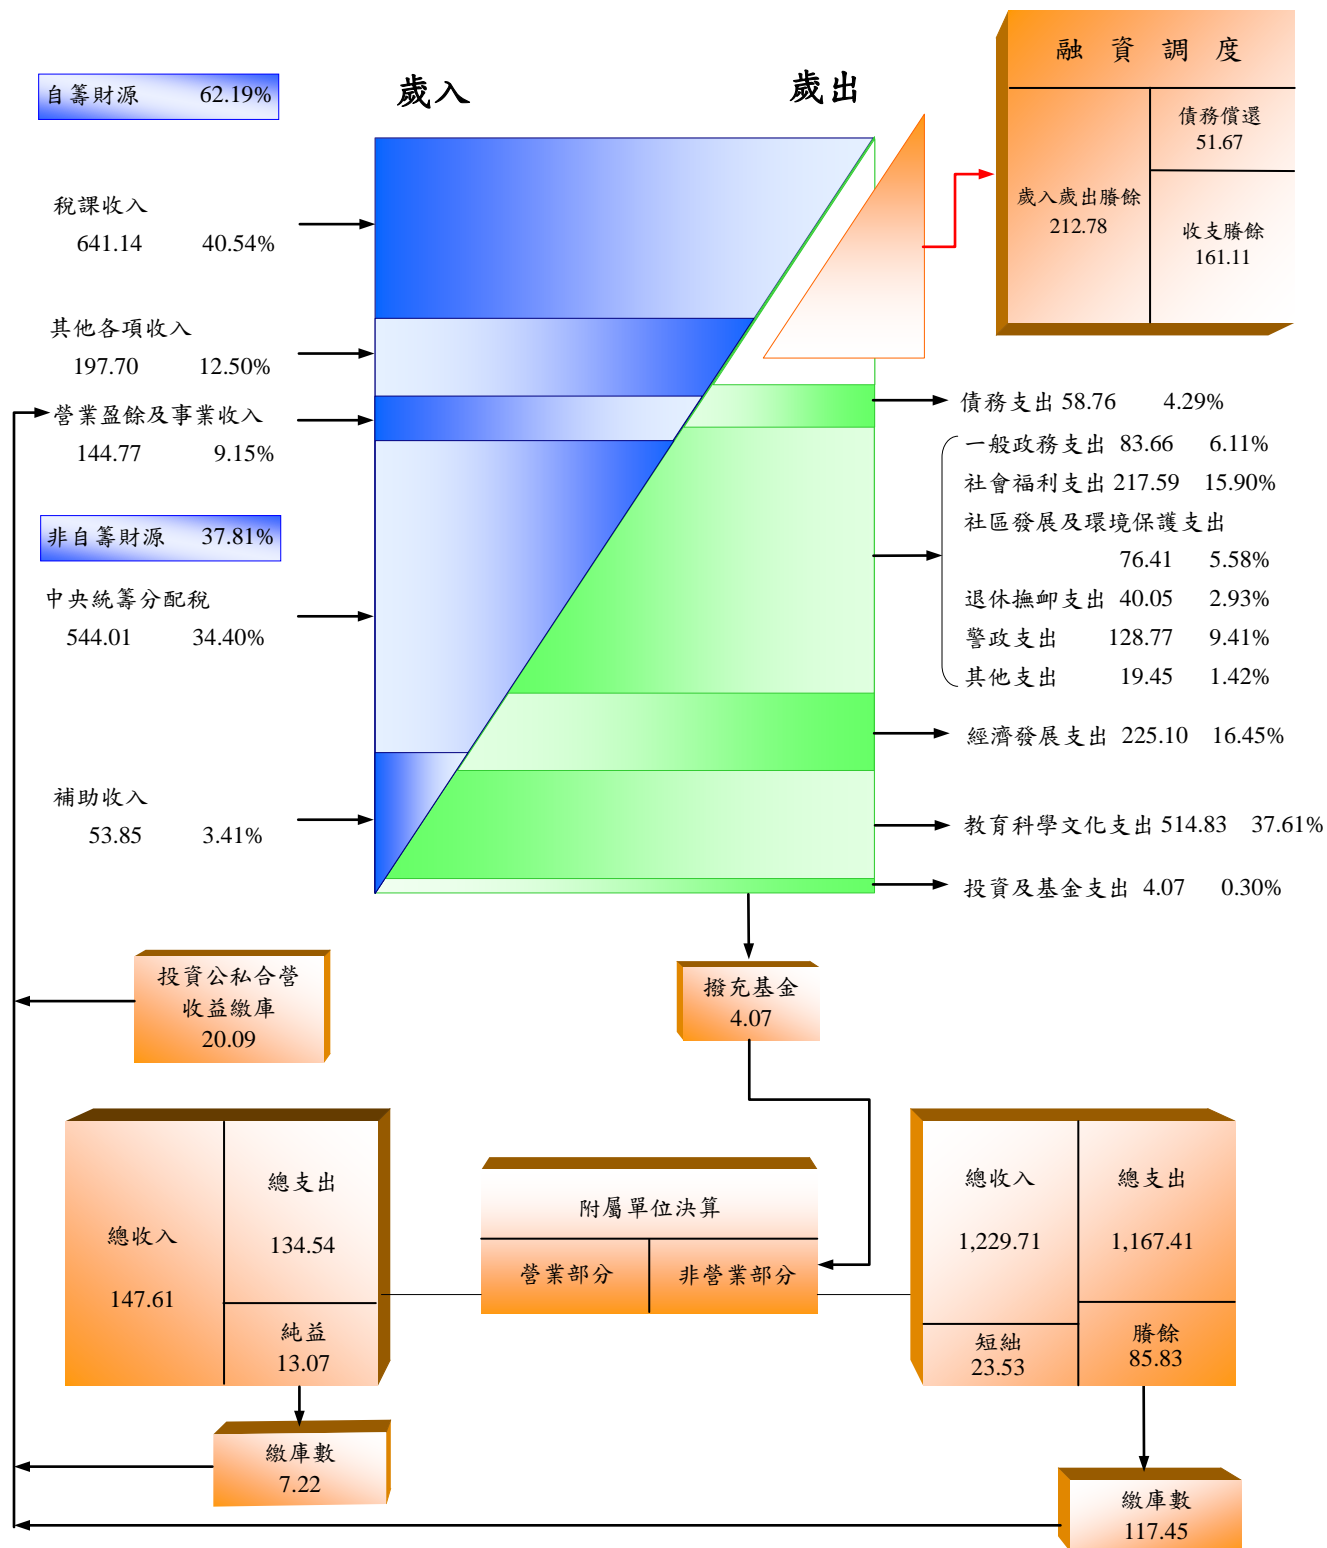 融資調度
歲入歲出賸餘
212.78
債務償還
51.67
收支賸餘
161.11
歲入
歲出
自籌財源 62.19%
稅課收入
641.14 40.54%
其他各項收入
197.70 12.50%
營業盈餘及事業收入
144.77 9.15%
非自籌財源 37.81%
中央統籌分配稅
544.01 34.40%
補助收入
53.85 3.41%
債務支出 58.76 4.29%
一般政務支出 83.66 6.11%
社會福利支出 217.59 15.90%
社區發展及環境保護支出
76.41 5.58%
退休撫卹支出 40.05 2.93%
警政支出 128.77 9.41%
其他支出 19.45 1.42%
經濟發展支出 225.10 16.45%
教育科學文化支出 514.83 37.61%
投資及基金支出 4.07 0.30%
投資公私合營
收益繳庫
20.09
撥充基金
4.07
總收入
147.61
總支出
134.54
純益
13.07
繳庫數
7.22
附屬單位決算
營業部分
非營業部分
總收入
1,229.71
短絀
23.53
總支出
1,167.41
賸餘
85.83
繳庫數
117.45